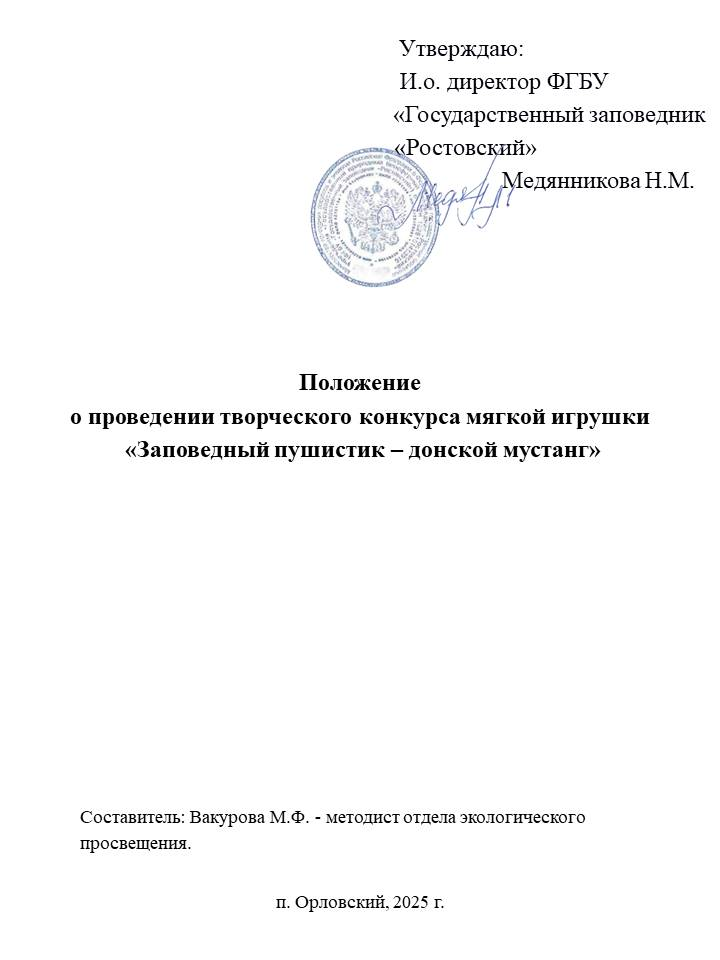 Утверждаю:
И.о. директор ФГБУ
«Государственный заповедник
«Ростовский»
Медянникова Н.М.
Положение
о проведении творческого конкурса мягкой игрушки
«Заповедный пушистик – донской мустанг»
Составитель: Вакурова М.Ф. - методист отдела экологического
просвещения.
п. Орловский, 2025 г.